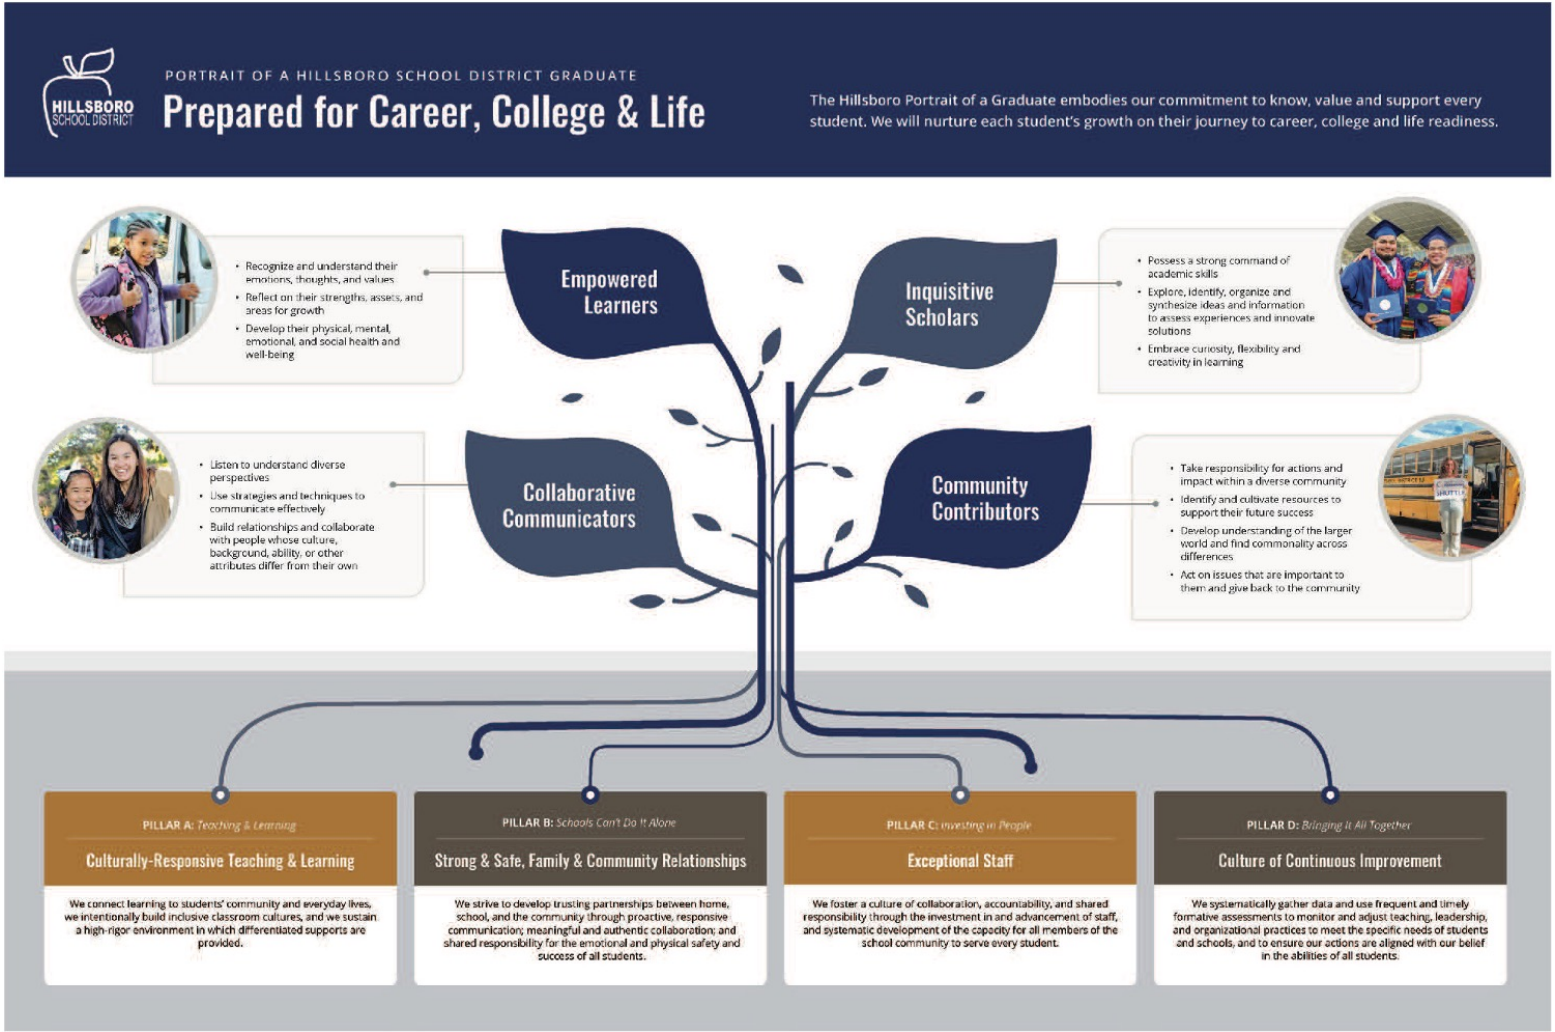 HILLSBORO
SCHOOL DISTRICT
PORTRAIT OF A HILLSBORO SCHOOL DISTRICT GRADUATE
Prepared for Career, College & Life
The Hillsboro Portrait of a Graduate embodies our commitment to know, value and support every
student. We will nurture each student's growth on their journey to career, college and life readiness.
• Recognize and understand their
emotions, thoughts, and values
• Reflect on their strengths, assets, and
areas for growth
• Develop their physical, mental,
emotional, and social health and
well-being
Empowered
Learners
Inquisitive
Scholars
• Possess a strong command of
academic skills
• Explore, identify, organize and
synthesize ideas and information
to assess experiences and innovate
solutions
• Embrace curiosity, flexibility and
creativity in learning
• Listen to understand diverse
perspectives
• Use strategies and techniques to
communicate effectively
• Build relationships and collaborate
with people whose culture,
background, ability, or other
attributes differ from their own
Collaborative
Communicators
Community
Contributors
• Take responsibility for actions and
impact within a diverse community
• Identify and cultivate resources to
support their future success
• Develop understanding of the larger
world and find commonality across
differences
• Act on issues that are important to
them and give back to the community
SHUTTLE
PILLAR A: Teaching & Learning
Culturally-Responsive Teaching & Learning
We connect learning to students' community and everyday lives,
we intentionally build inclusive classroom cultures, and we sustain
a high-rigor environment in which differentiated supports are
provided.
PILLAR B: Schools Can't Do It Alone
Strong & Safe, Family & Community Relationships
We strive to develop trusting partnerships between home,
school, and the community through proactive, responsive
communication; meaningful and authentic collaboration; and
shared responsibility for the emotional and physical safety and
success of all students.
PILLAR C: Investing in People
Exceptional Staff
We foster a culture of collaboration, accountability, and shared
responsibility through the investment in and advancement of staff,
and systematic development of the capacity for all members of the
school community to serve every student.
PILLAR D: Bringing It All Together
Culture of Continuous Improvement
We systematically gather data and use frequent and timely
formative assessments to monitor and adjust teaching, leadership,
and organizational practices to meet the specific needs of students
and schools, and to ensure our actions are aligned with our belief
in the abilities of all students.